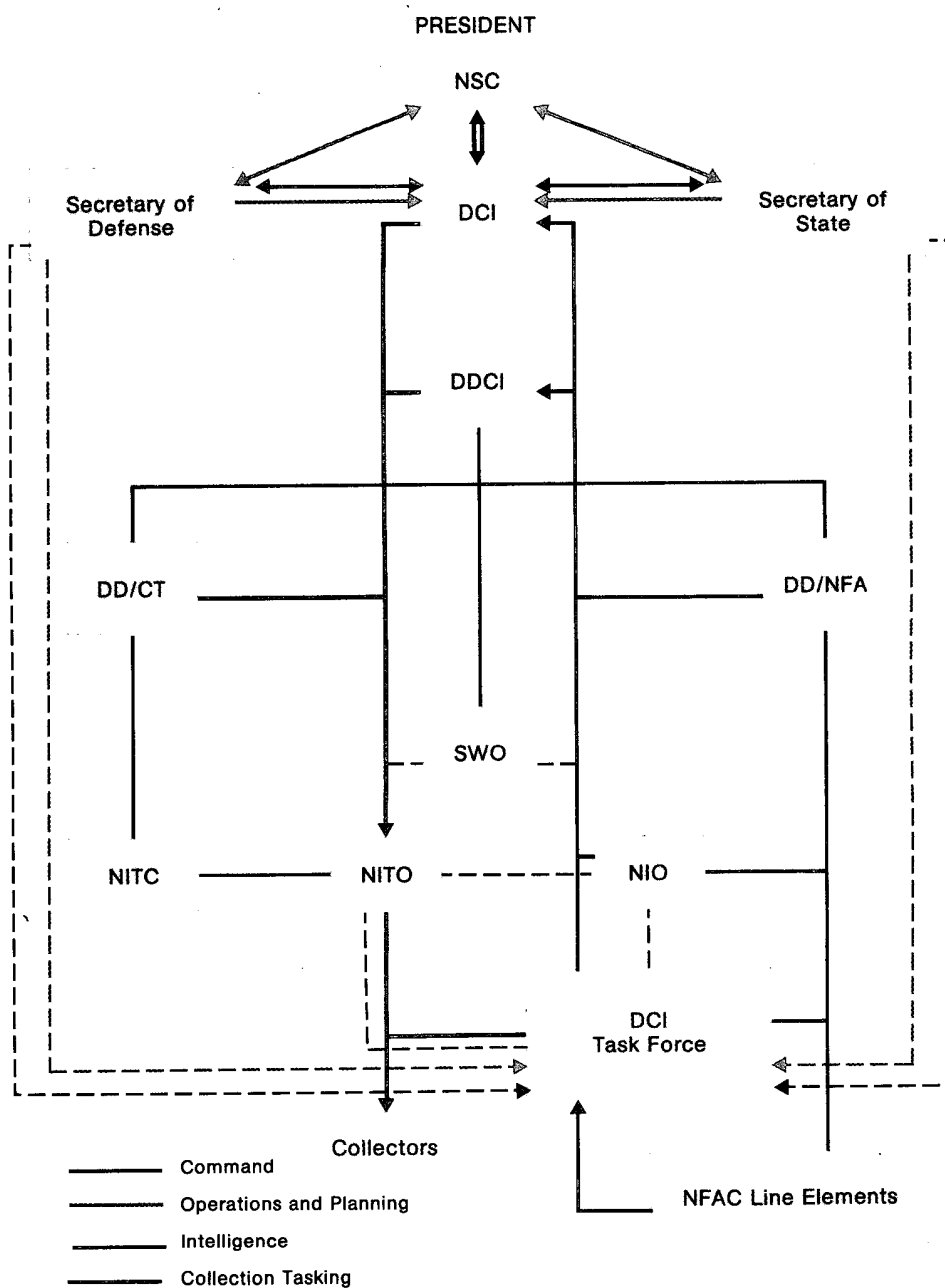 PRESIDENT
NSC
Secretary of
Defense
DCI
Secretary of
State
DDCI
DD/CT
DD/NFA
SWO
NITC
NITO
NIO
DCI
Task Force
Collectors
NFAC Line Elements
Command
Operations and Planning
Intelligence
Collection Tasking